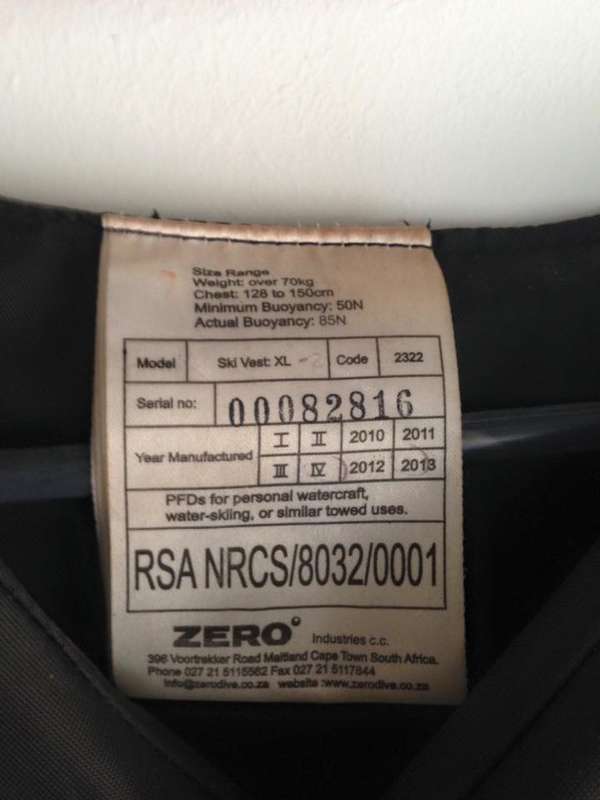 Size Range
Weight: over 70kg
Chest: 128 to 150cm
Minimum Buoyancy: 50N
Actual Buoyancy: 85N
Model Ski Vest: XL Code 2322
Serial no: 00082816
Year Manufactured I II 2010 2011
III IV 2012 2013
PFDs for personal watercraft,
water-skiing, or similar towed uses.
RSA NRCS/8032/0001
ZERO Industries c.c.
396 Voortrekker Road Maitland Cape Town South Africa.
Phone 027 21 5115562 Fax 027 21 5117844
info@zerodive.co.za website :www.zerodive.co.za